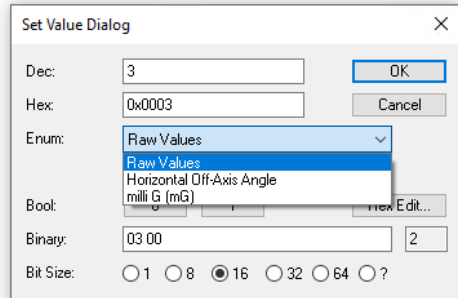 Set Value Dialog
Dec: 3 OK
Hex: 0x0003 Cancel
Enum: Raw Values
Raw Values
Horizontal Off-Axis Angle
milli G (mG)
Bool: Hex Edit...
Binary: 03 00 2
Bit Size: 1 8 16 32 64 ?